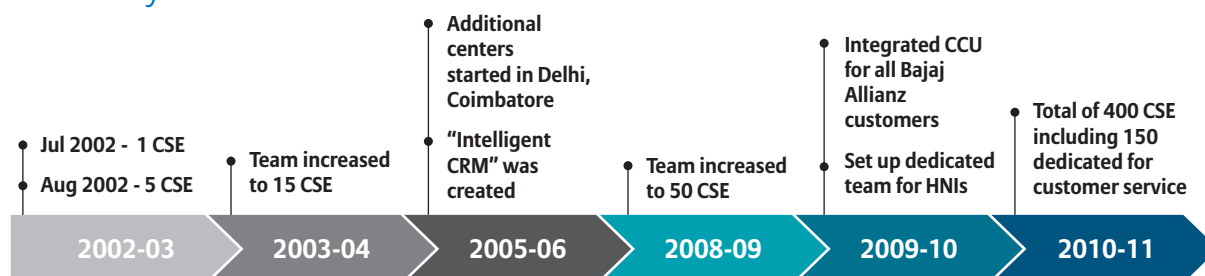 Jul 2002 - 1 CSE
Aug 2002 - 5 CSE
2002-03
Team increased
to 15 CSE
2003-04
Additional
centers
started in Delhi,
Coimbatore
“Intelligent
CRM” was
created
2005-06
Team increased
to 50 CSE
2008-09
Integrated CCU
for all Bajaj
Allianz
customers
Set up dedicated
team for HNIs
2009-10
Total of 400 CSE
including 150
dedicated for
customer service
2010-11